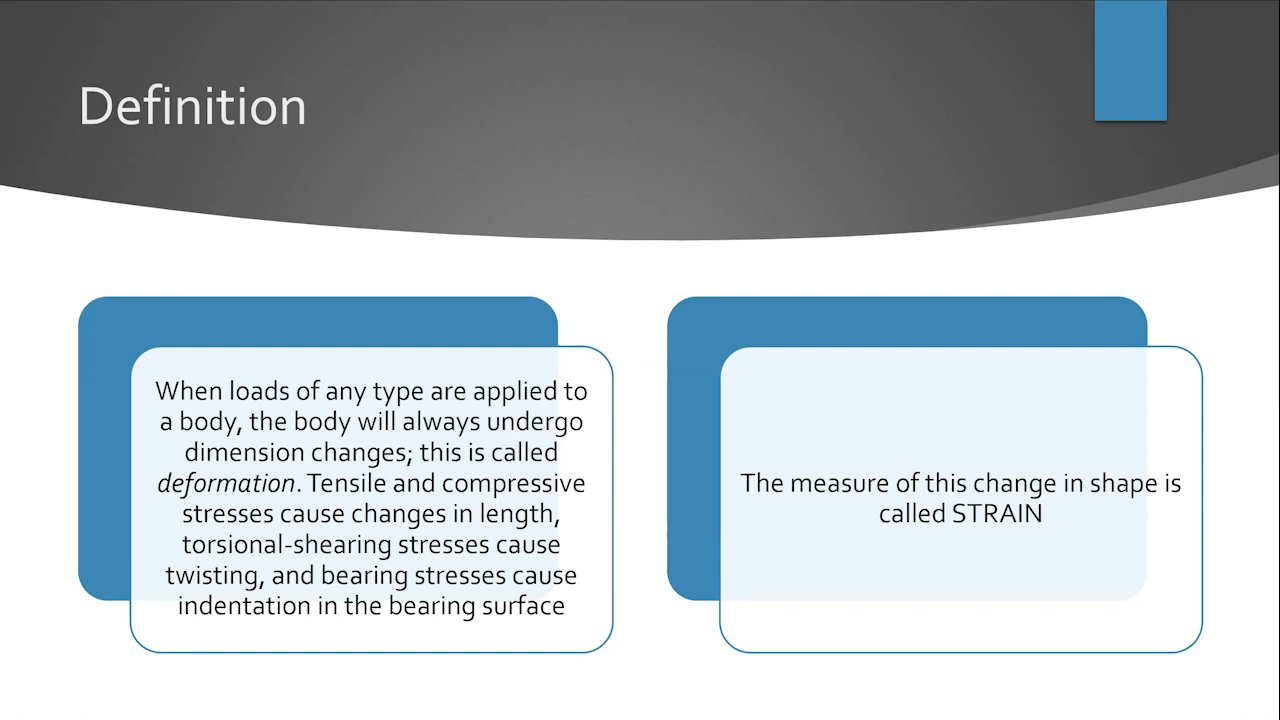 Definition
When loads of any type are applied to
a body, the body will always undergo
dimension changes; this is called
deformation. Tensile and compressive
stresses cause changes in length,
torsional-shearing stresses cause
twisting, and bearing stresses cause
indentation in the bearing surface
The measure of this change in shape is
called STRAIN